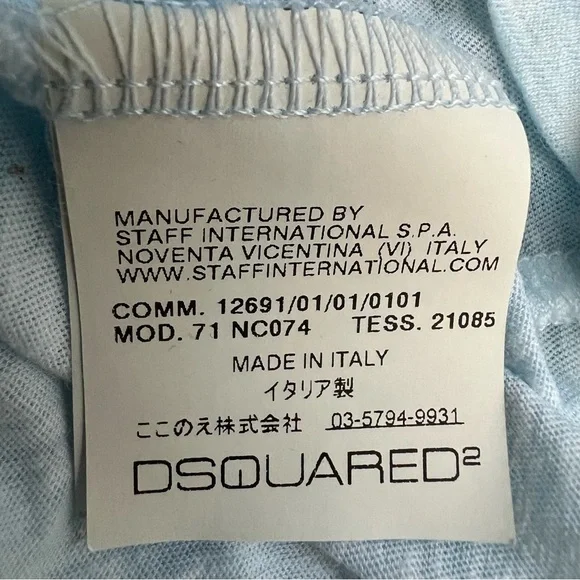 MANUFACTURED BY
STAFF INTERNATIONAL S.P.A.
NOVENTA VICENTINA (VI) ITALY
WWW.STAFFINTERNATIONAL.COM
COMM. 12691/01/01/0101
MOD. 71 NC074 TESS. 21085
MADE IN ITALY
イタリア製
ここのえ株式会社 03-5794-9931
DSQUARED²